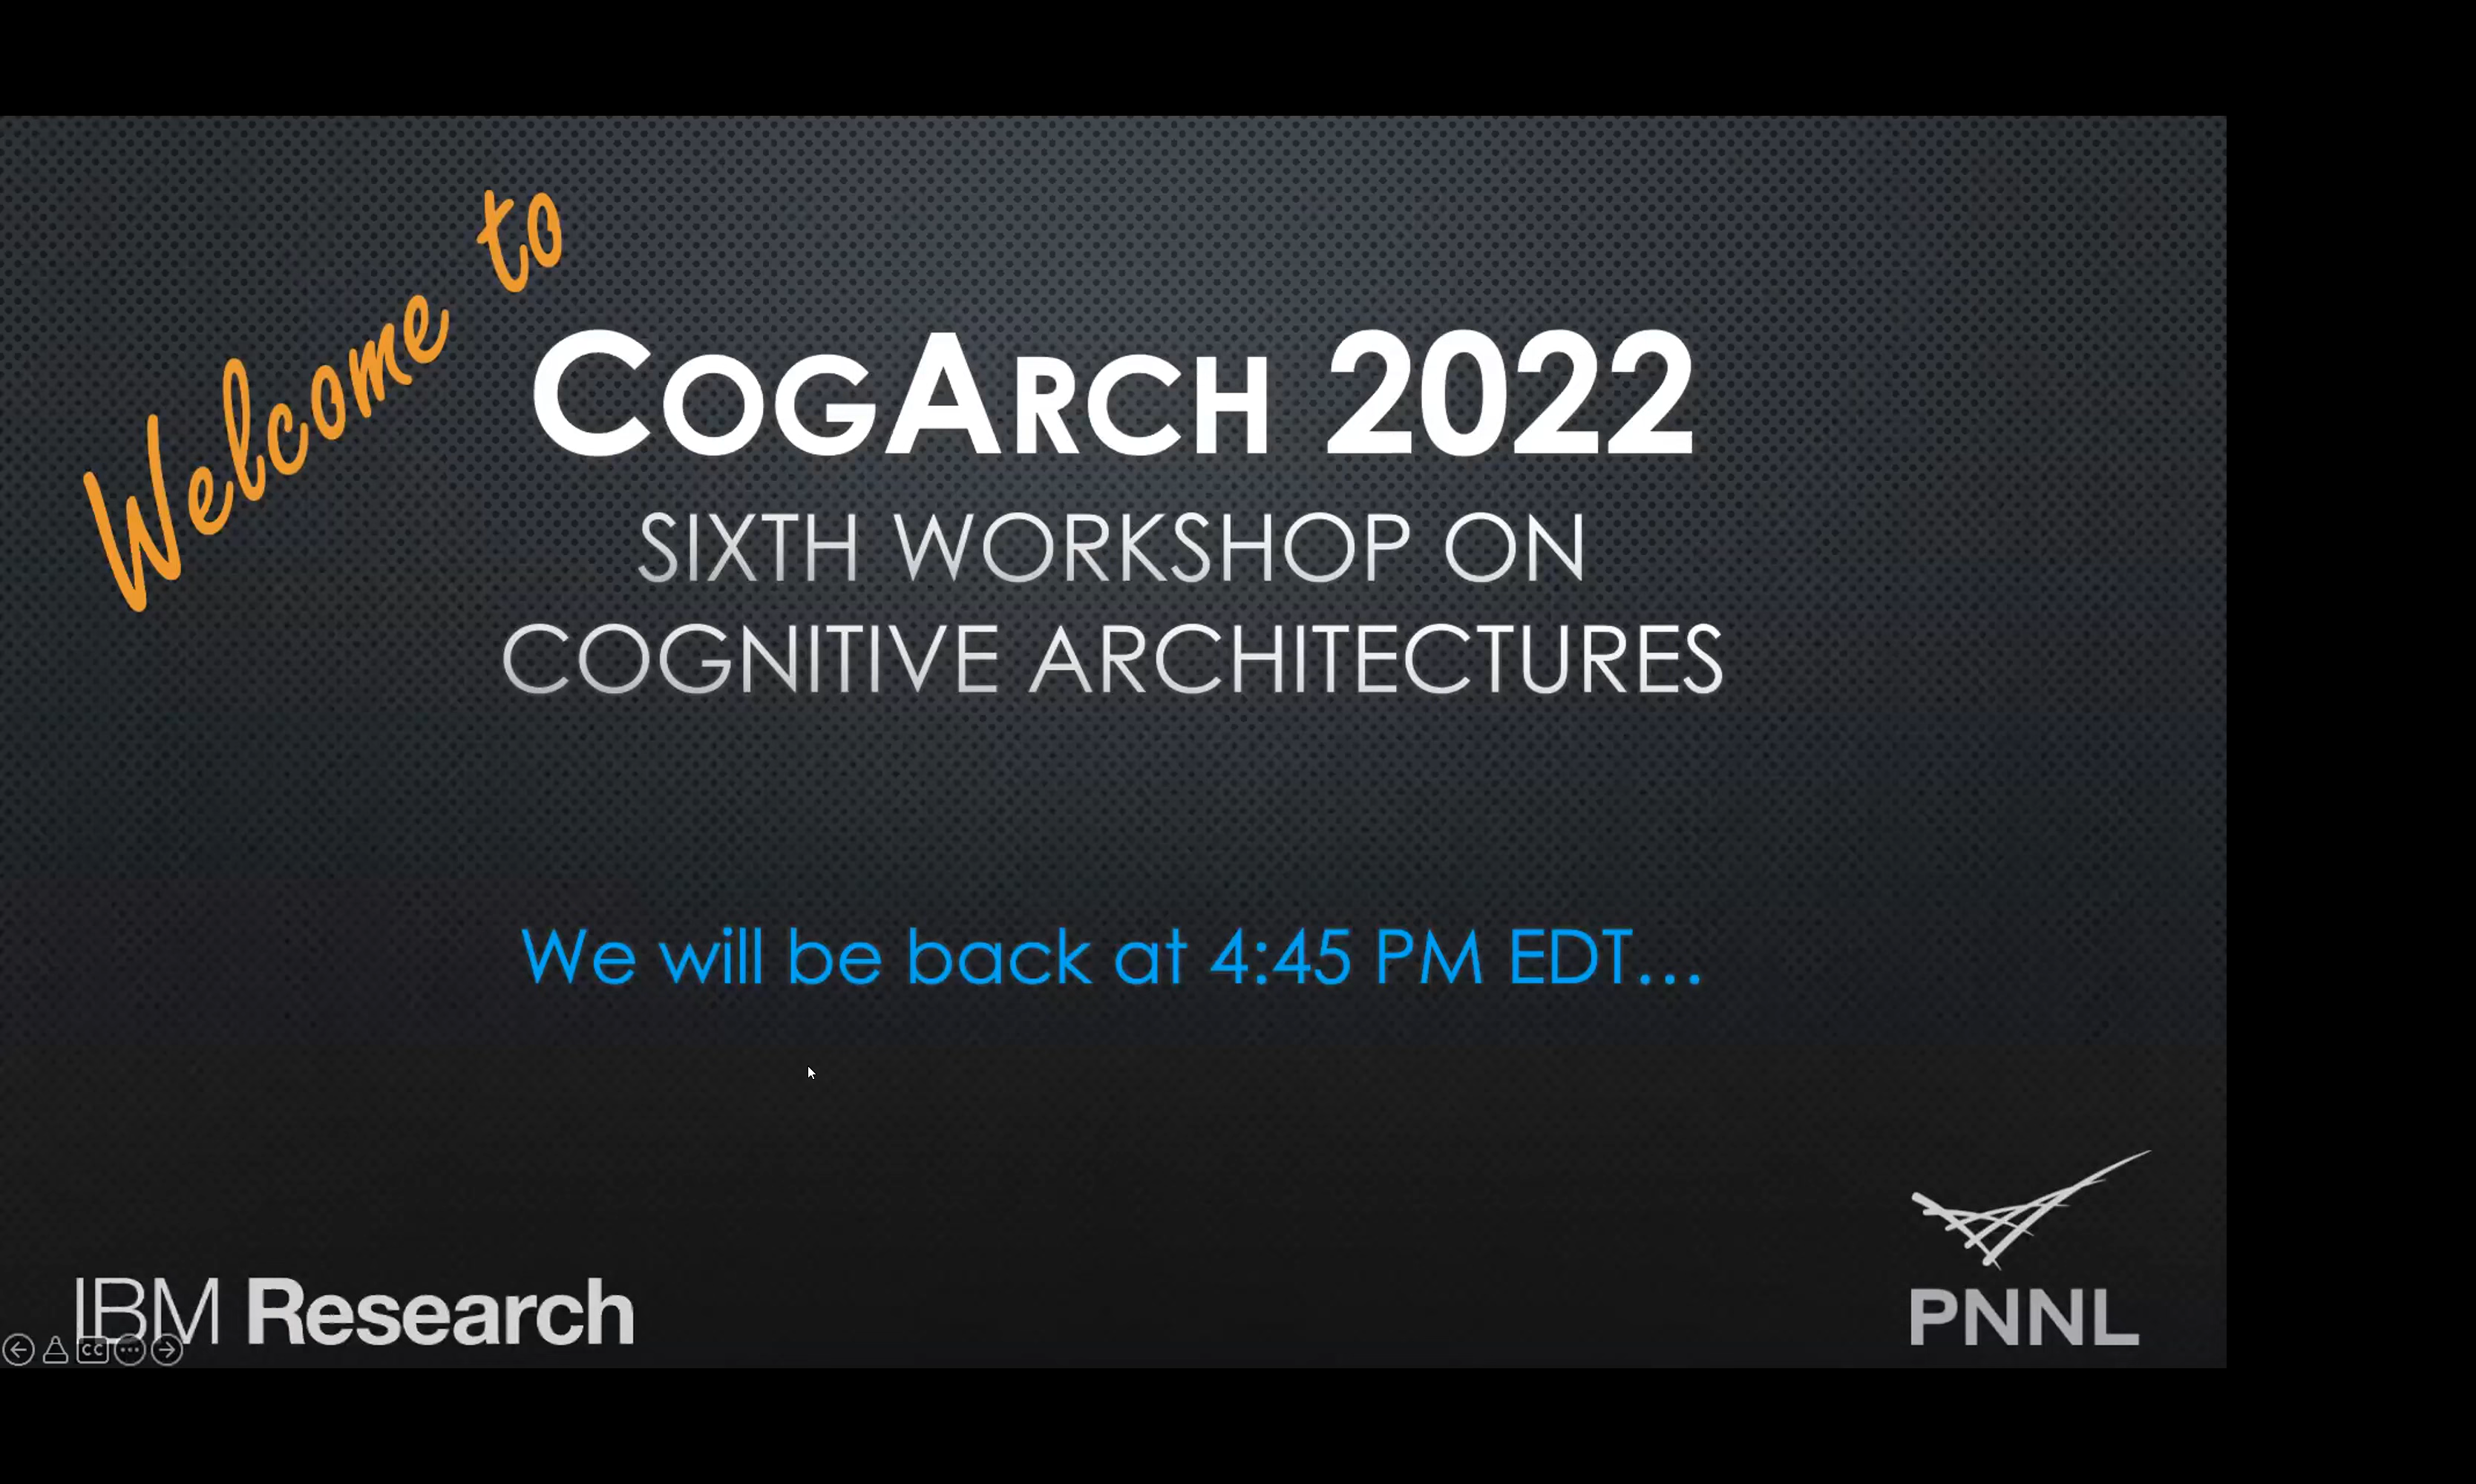 Welcome to
COGARCH 2022
SIXTH WORKSHOP ON
COGNITIVE ARCHITECTURES
We will be back at 4:45 PM EDT...
IBM Research
PNNL
CC